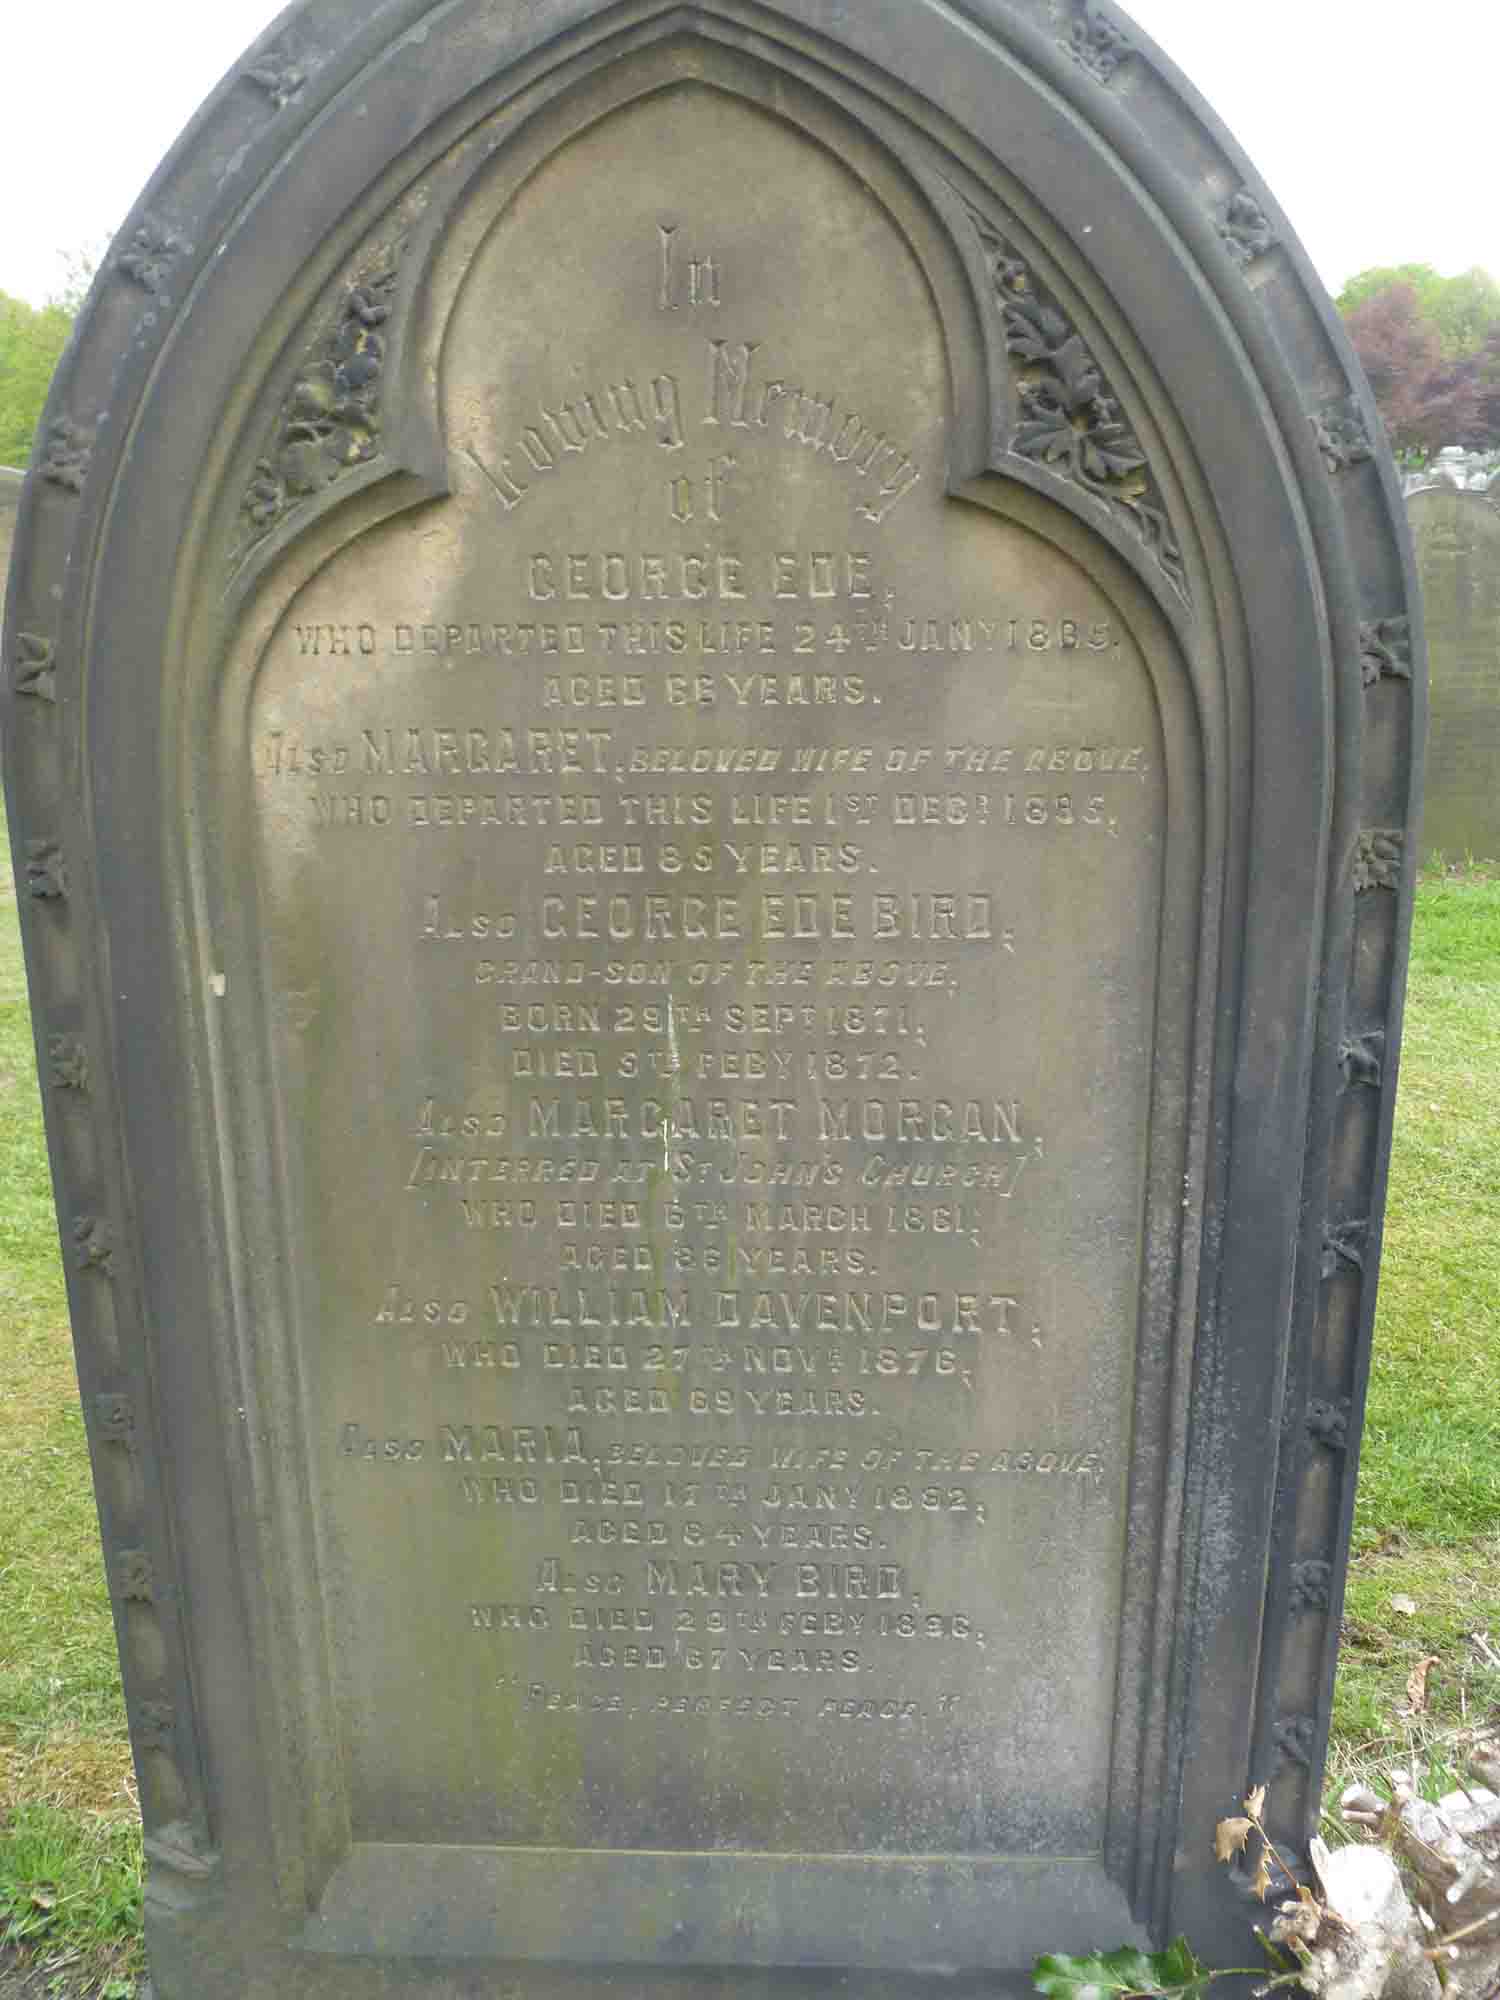 In
Loving Memory
of
GEORGE EDE,
WHO DEPARTED THIS LIFE 24TH JANY 1865,
AGED 66 YEARS.
ALSO MARGARET, BELOVED WIFE OF THE ABOVE,
WHO DEPARTED THIS LIFE 1ST DECR 1885,
AGED 85 YEARS.
ALSO GEORGE EDE BIRD,
GRAND-SON OF THE ABOVE,
BORN 29TH SEPT 1871,
DIED 5TH FEBY 1872.
ALSO MARGARET MORGAN,
[INTERRED AT ST JOHN'S CHURCH]
WHO DIED 6TH MARCH 1861,
AGED 86 YEARS.
ALSO WILLIAM DAVENPORT,
WHO DIED 27TH NOVR 1876,
AGED 69 YEARS.
ALSO MARIA, BELOVED WIFE OF THE ABOVE,
WHO DIED 17TH JANY 1892,
AGED 84 YEARS.
ALSO MARY BIRD,
WHO DIED 29TH FEBY 1896,
AGED 67 YEARS.
"PEACE, PERFECT PEACE."